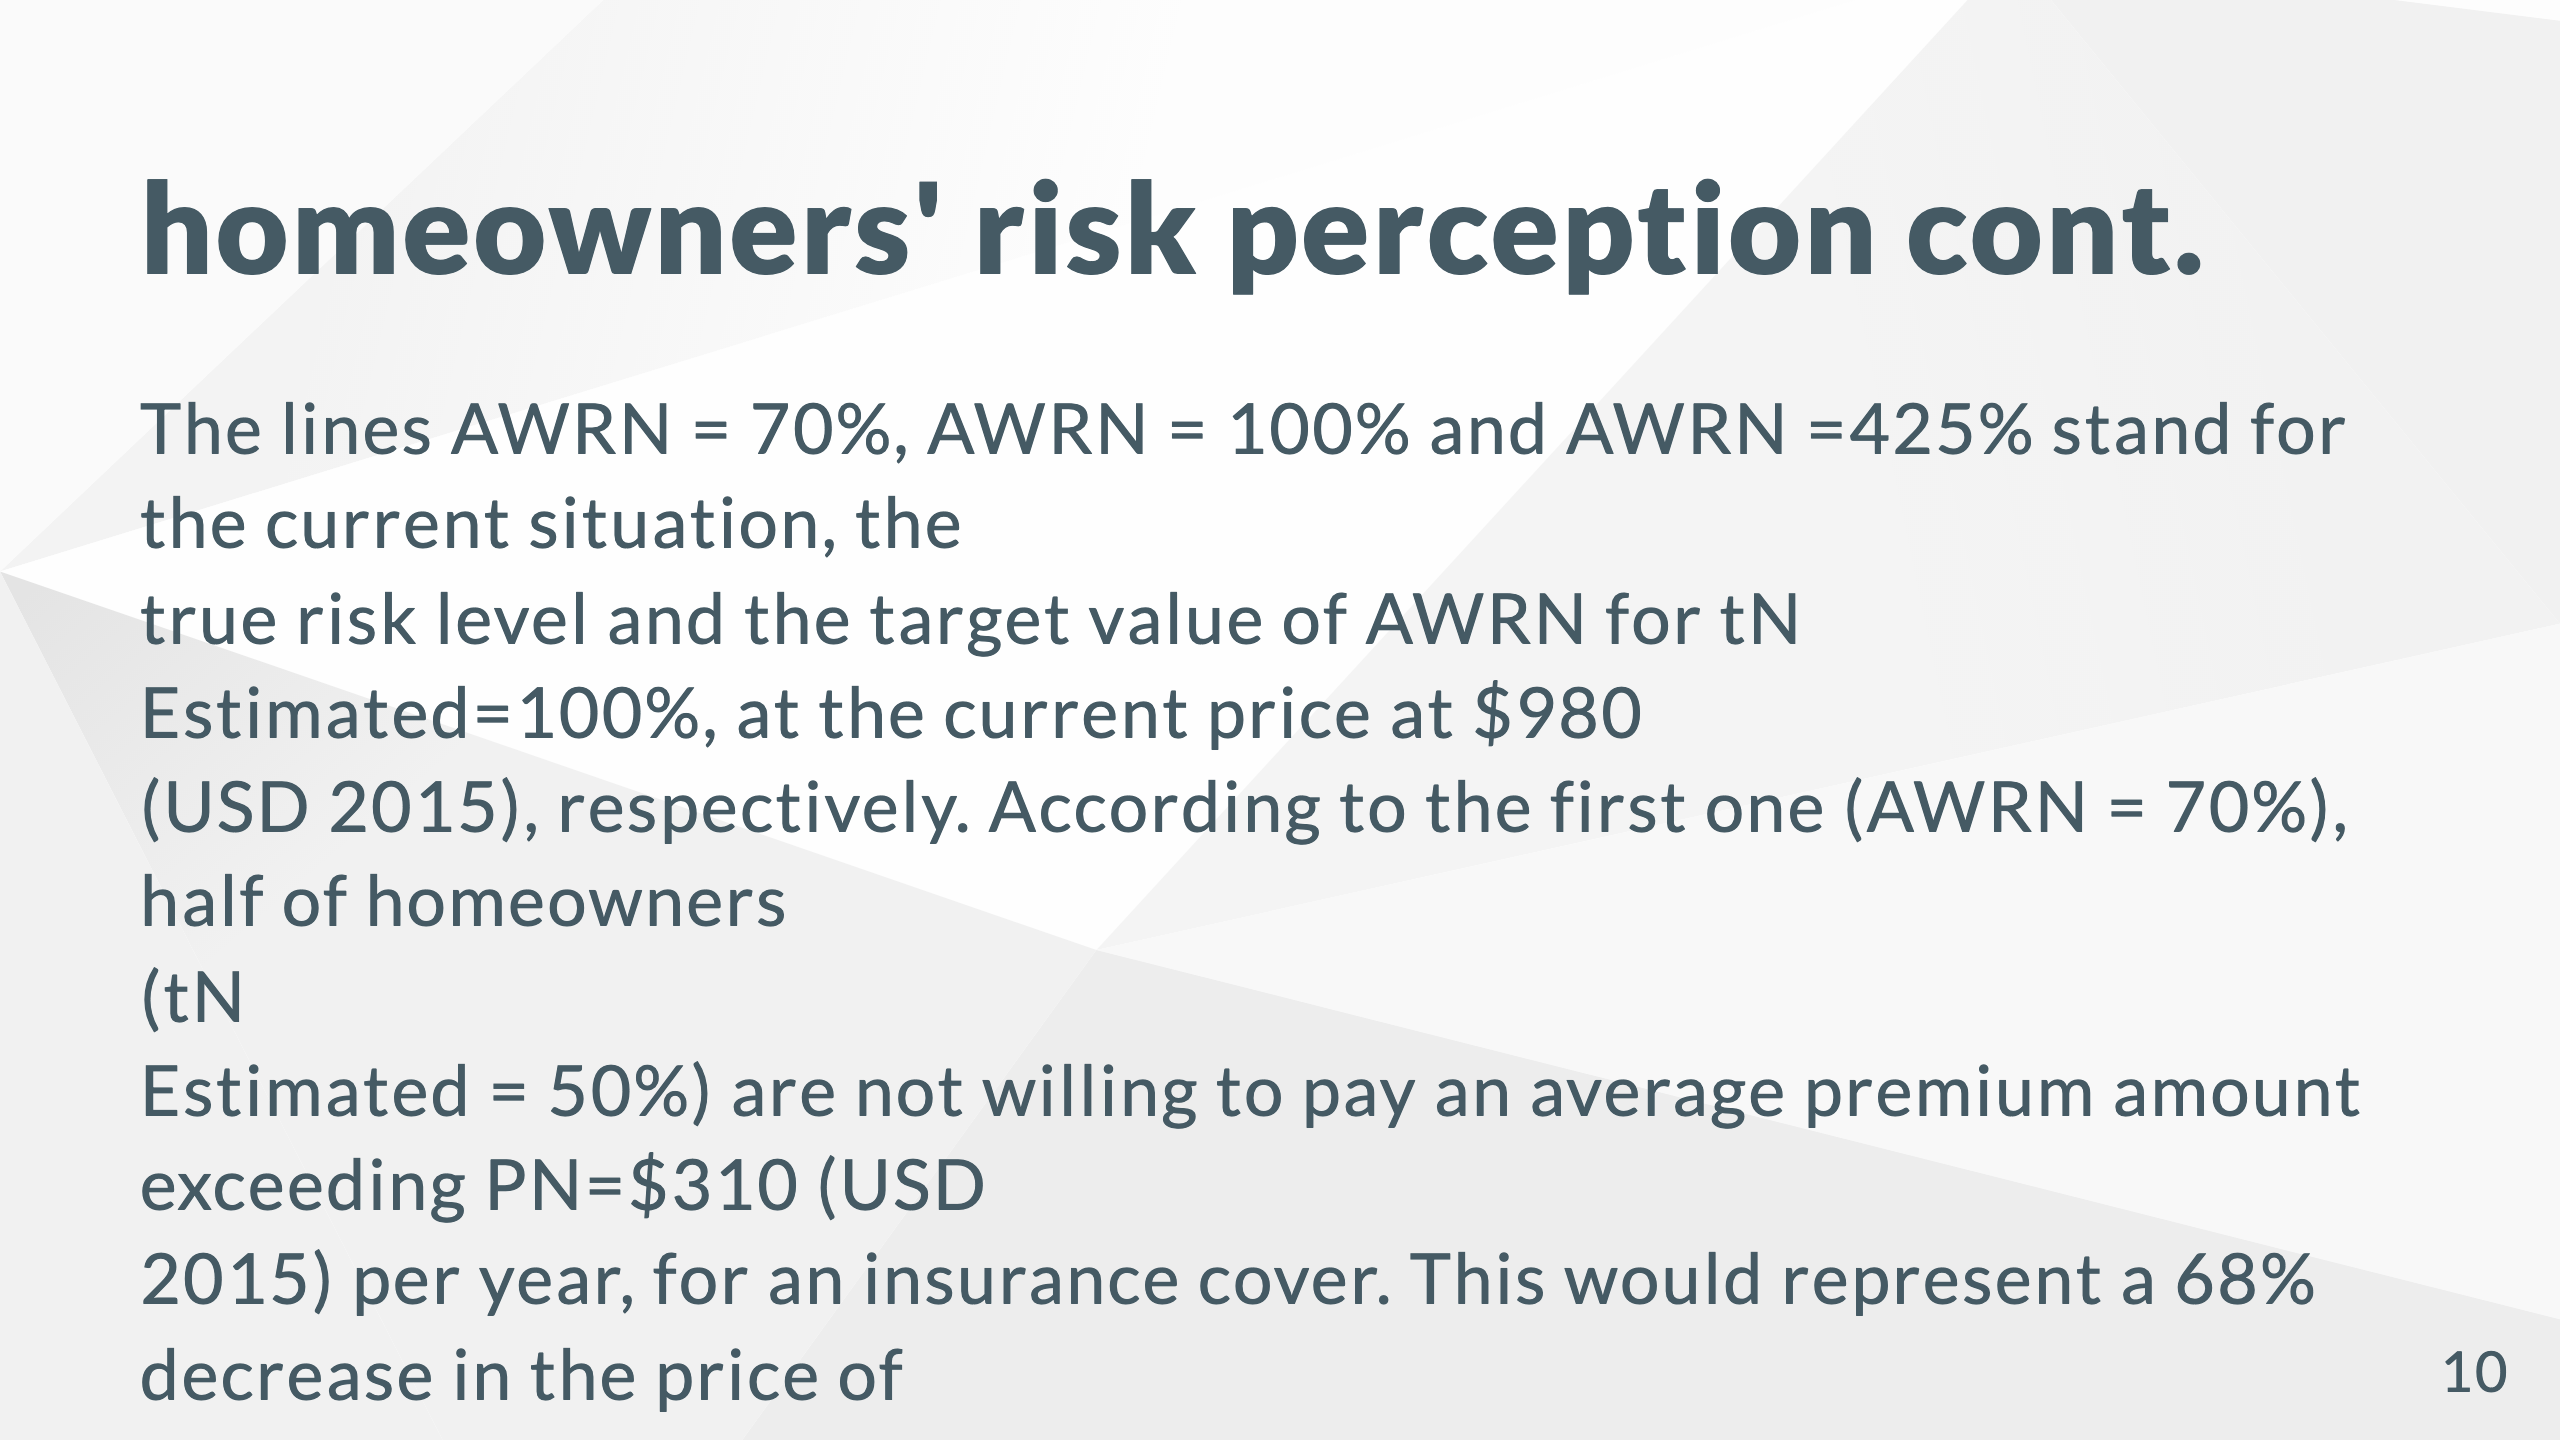 homeowners' risk perception cont.
The lines AWRN = 70%, AWRN = 100% and AWRN =425% stand for
the current situation, the
true risk level and the target value of AWRN for tN
Estimated=100%, at the current price at $980
(USD 2015), respectively. According to the first one (AWRN = 70%),
half of homeowners
(tN
Estimated = 50%) are not willing to pay an average premium amount
exceeding PN=$310 (USD
2015) per year, for an insurance cover. This would represent a 68%
decrease in the price of
10